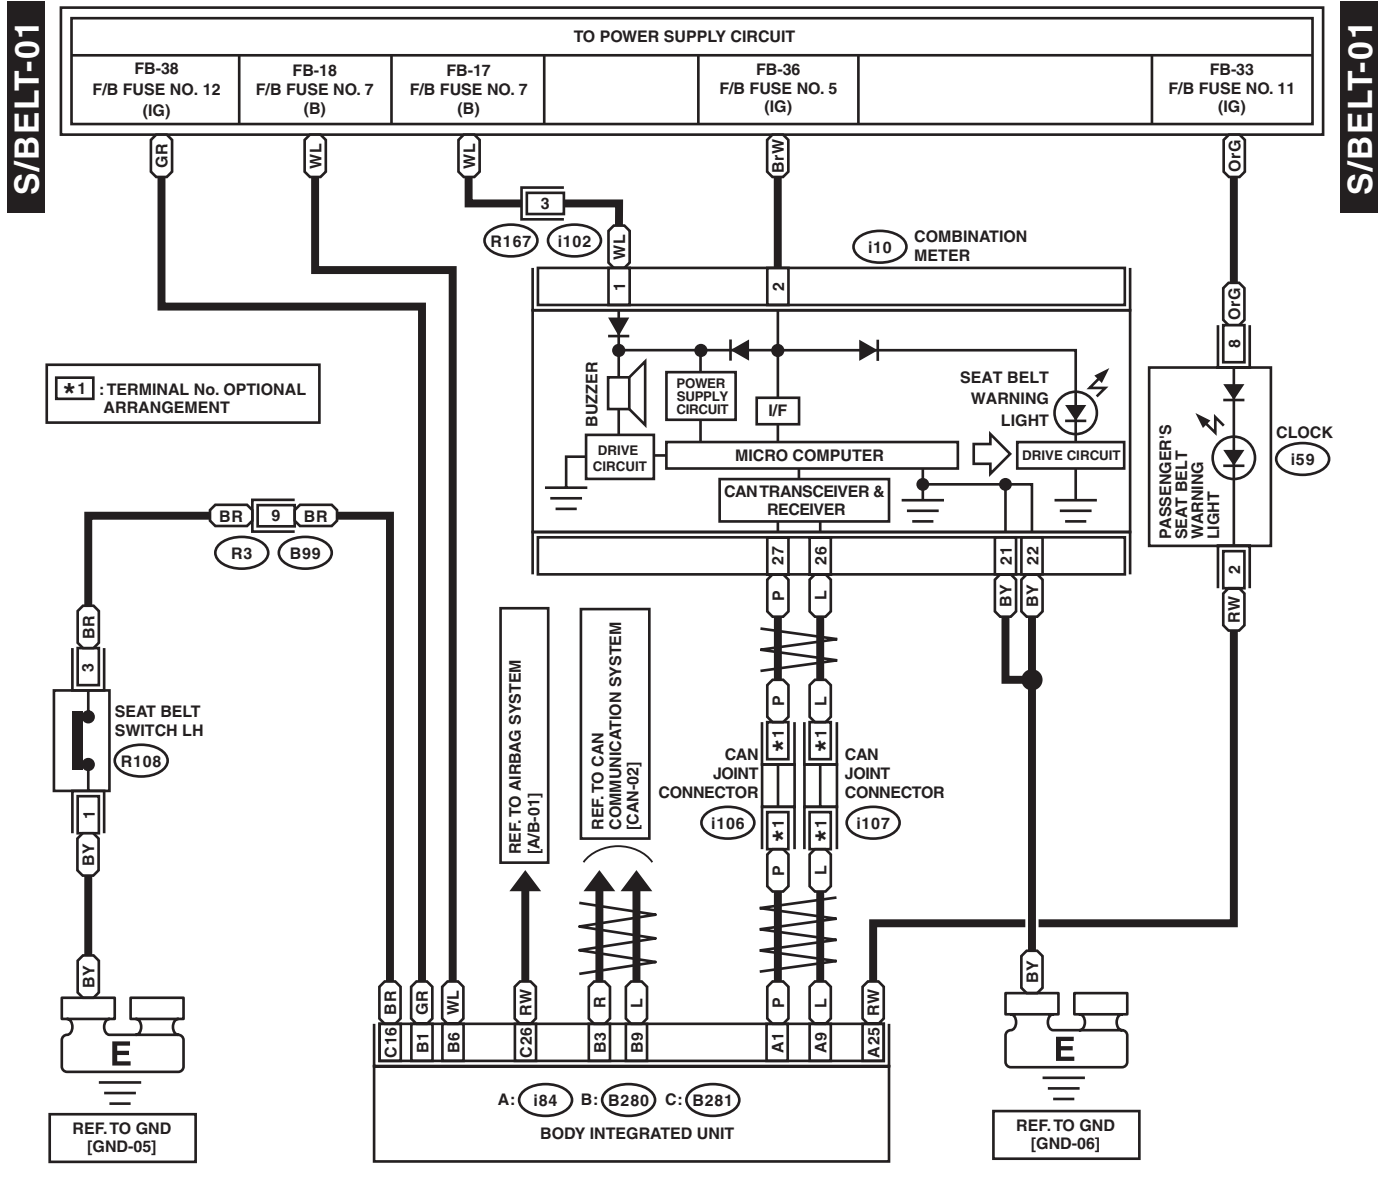 S/BELT-01
S/BELT-01
TO POWER SUPPLY CIRCUIT
FB-38
F/B FUSE NO. 12
(IG)
FB-18
F/B FUSE NO. 7
(B)
FB-17
F/B FUSE NO. 7
(B)
FB-36
F/B FUSE NO. 5
(IG)
FB-33
F/B FUSE NO. 11
(IG)
GR
WL
WL
BrW
OrG
3
R167
i102
WL
i10
COMBINATION
METER
1
2
OrG
8
*1 : TERMINAL No. OPTIONAL
ARRANGEMENT
BUZZER
POWER
SUPPLY
CIRCUIT
I/F
SEAT BELT
WARNING
LIGHT
DRIVE
CIRCUIT
MICRO COMPUTER
DRIVE CIRCUIT
CAN TRANSCEIVER &
RECEIVER
PASSENGER'S
SEAT BELT
WARNING
LIGHT
CLOCK
i59
BR
9
BR
R3
B99
27
26
21
22
2
P
L
BY
BY
RW
BR
3
SEAT BELT
SWITCH LH
R108
1
BY
BY
REF. TO AIRBAG SYSTEM
[A/B-01]
REF. TO CAN
COMMUNICATION SYSTEM
[CAN-02]
P
L
*1
*1
CAN
JOINT
CONNECTOR
i106
CAN
JOINT
CONNECTOR
i107
*1
*1
P
L
BY
BR
GR
WL
RW
R
L
P
L
RW
C16
B1
B6
C26
B3
B9
A1
A9
A25
E
REF. TO GND
[GND-05]
A: i84 B: B280 C: B281
BODY INTEGRATED UNIT
E
REF. TO GND
[GND-06]